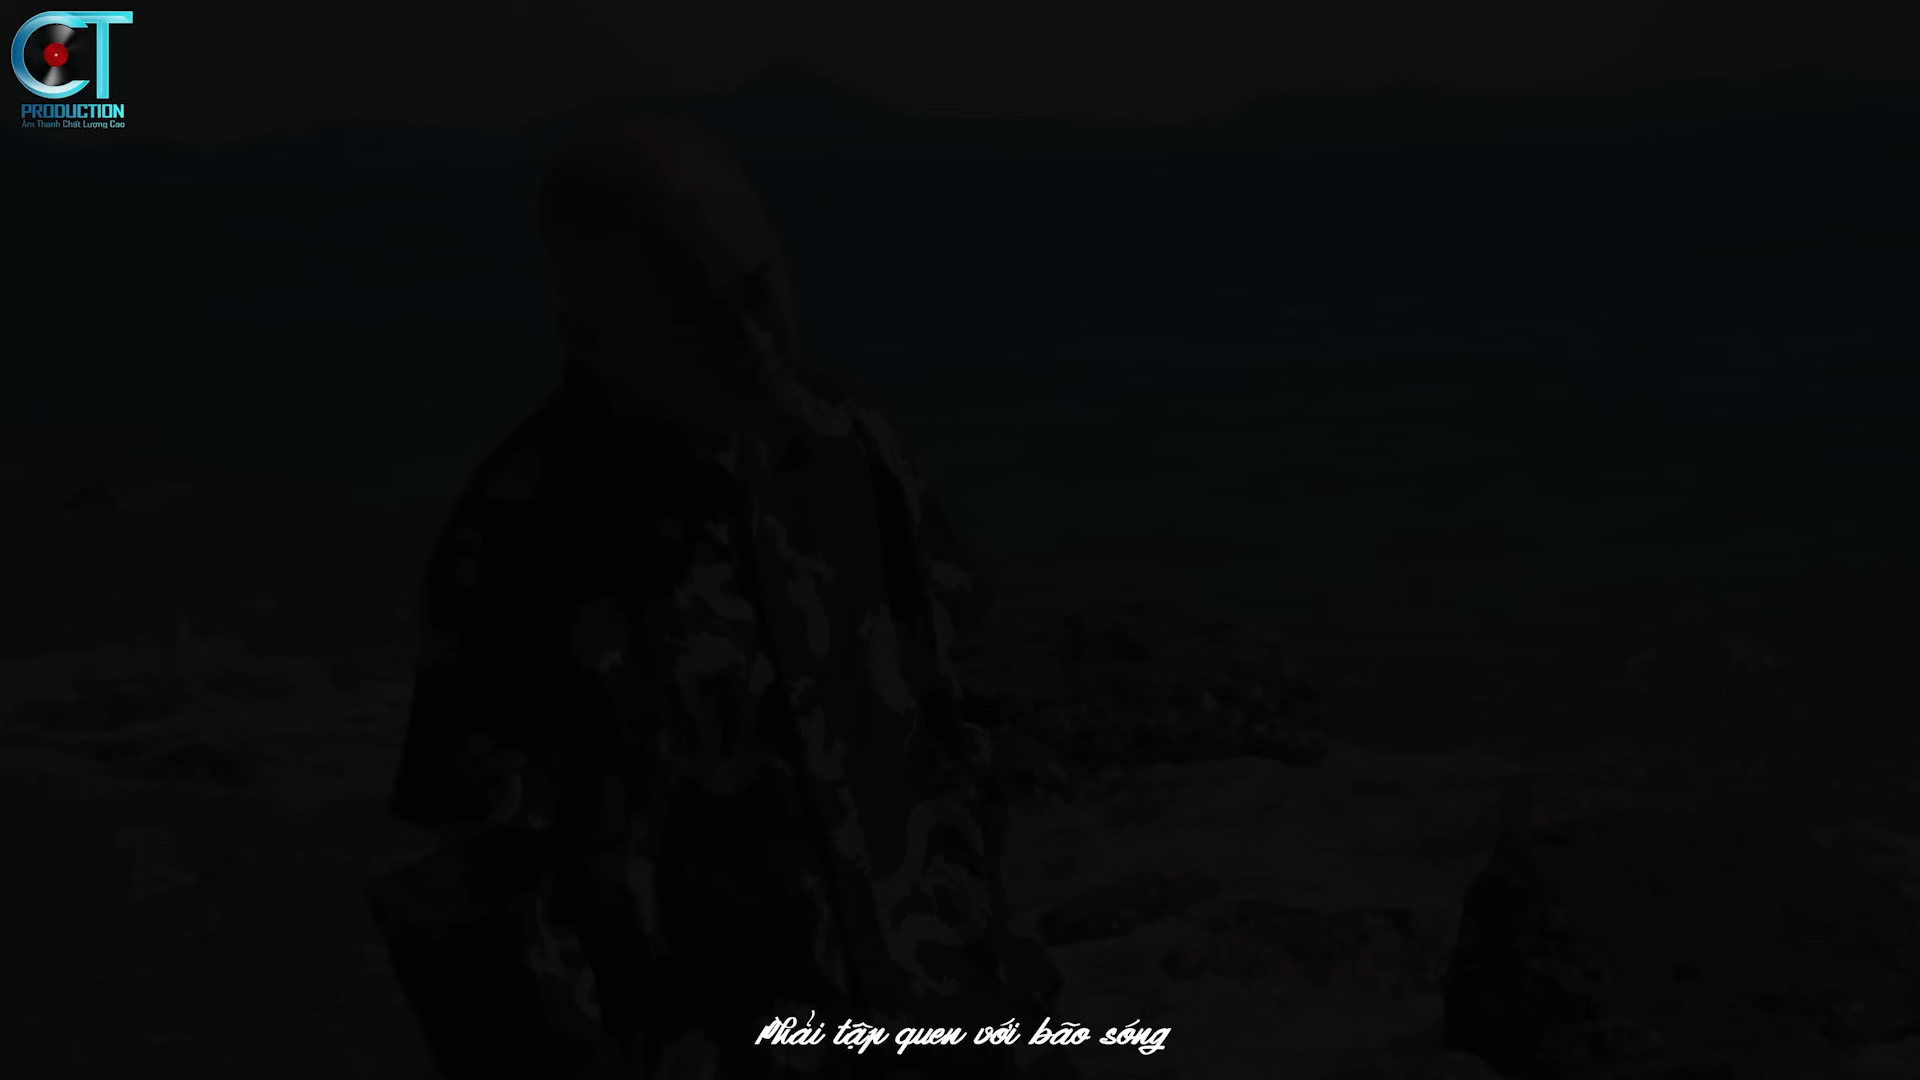 CT
PRODUCTION
Âm Thanh Chất Lượng Cao
Phải tập quen với bão sóng